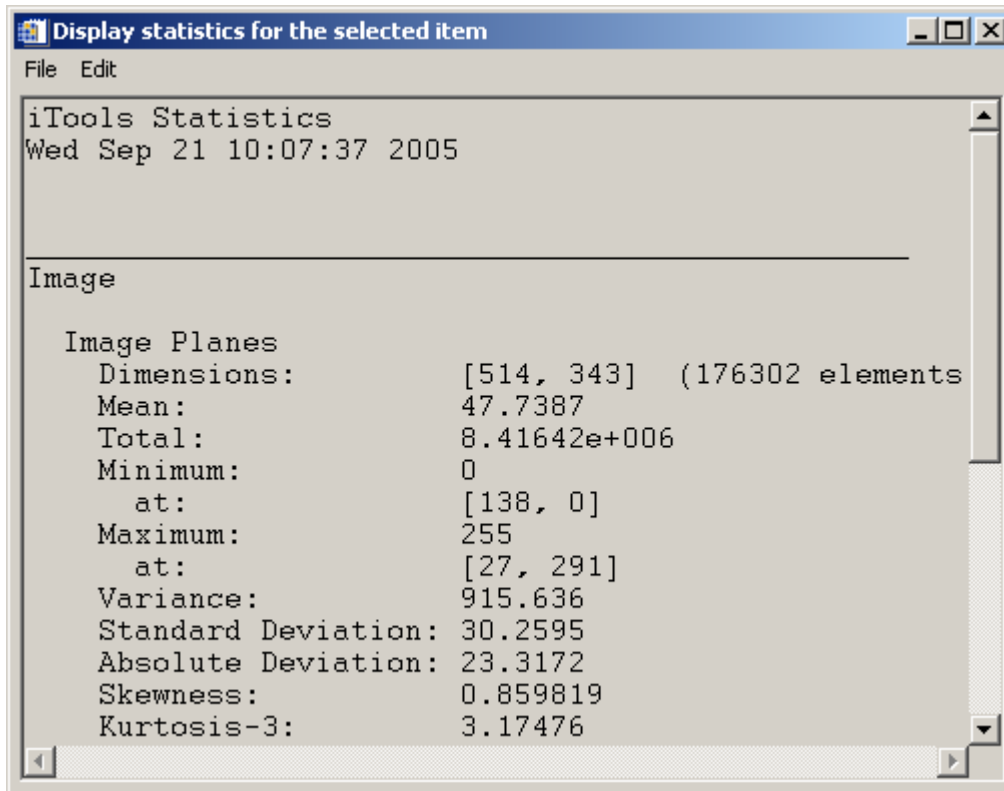 Display statistics for the selected item
File Edit
iTools Statistics
Wed Sep 21 10:07:37 2005
Image
Image Planes
Dimensions: [514, 343] (176302 elements
Mean: 47.7387
Total: 8.41642e+006
Minimum: 0
at: [138, 0]
Maximum: 255
at: [27, 291]
Variance: 915.636
Standard Deviation: 30.2595
Absolute Deviation: 23.3172
Skewness: 0.859819
Kurtosis-3: 3.17476